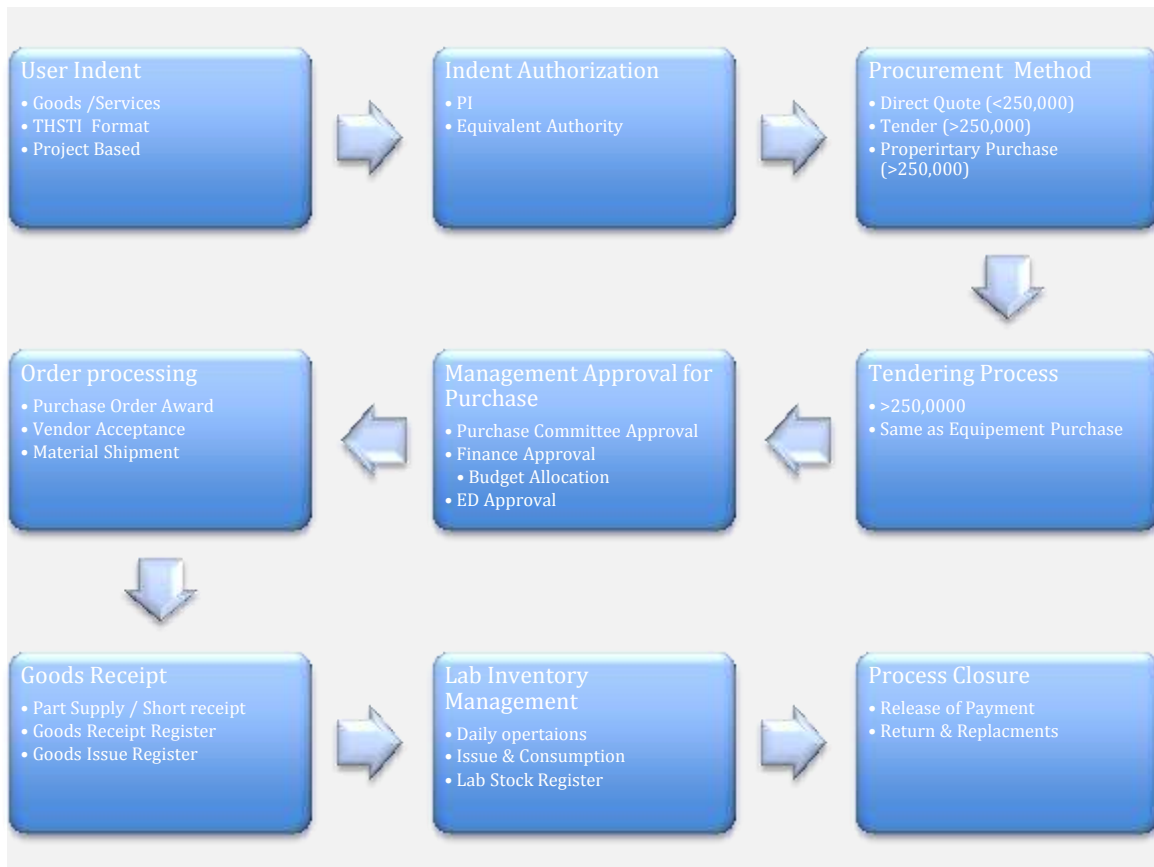 User Indent
• Goods /Services
• THSTI Format
• Project Based
Indent Authorization
• PI
• Equivalent Authority
Procurement Method
• Direct Quote (<250,000)
• Tender (>250,000)
• Properirtary Purchase
(>250,000)
Tendering Process
• >250,0000
• Same as Equipement Purchase
Management Approval for
Purchase
• Purchase Committee Approval
• Finance Approval
• Budget Allocation
• ED Approval
Order processing
• Purchase Order Award
• Vendor Acceptance
• Material Shipment
Goods Receipt
• Part Supply / Short receipt
• Goods Receipt Register
• Goods Issue Register
Lab Inventory
Management
• Daily opertaions
• Issue & Consumption
• Lab Stock Register
Process Closure
• Release of Payment
• Return & Replacments